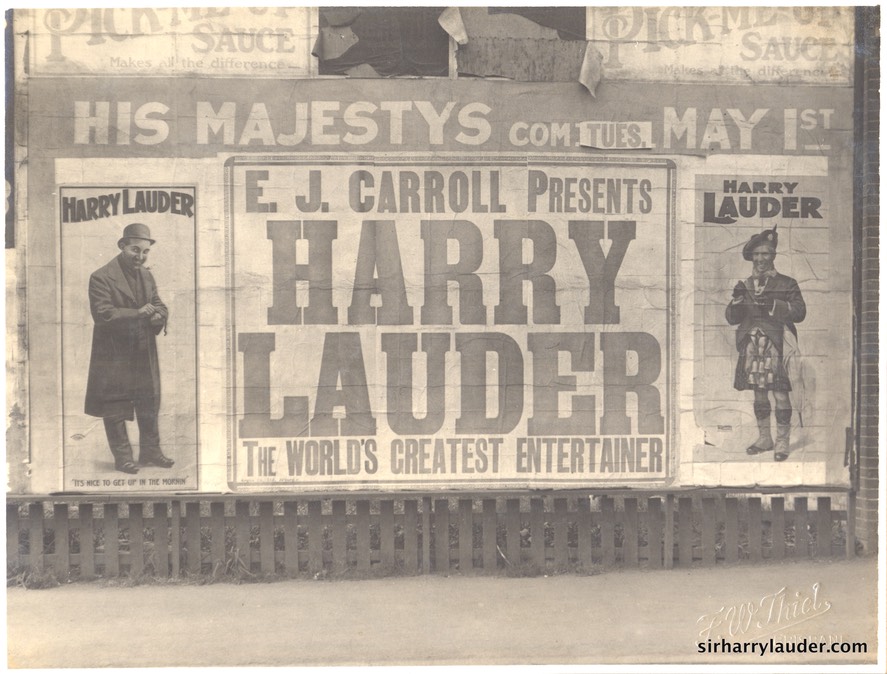 PICK-ME-UP
SAUCE
Makes all the difference
PICK-ME-UP
SAUCE
Makes all the difference
HIS MAJESTYS COM. TUES. MAY 1ST
HARRY LAUDER
"IT'S NICE TO GET UP IN THE MORNIN'
E. J. CARROLL PRESENTS
HARRY
LAUDER
THE WORLD'S GREATEST ENTERTAINER
HARRY
LAUDER
F W Thiel
sirharrylauder.com